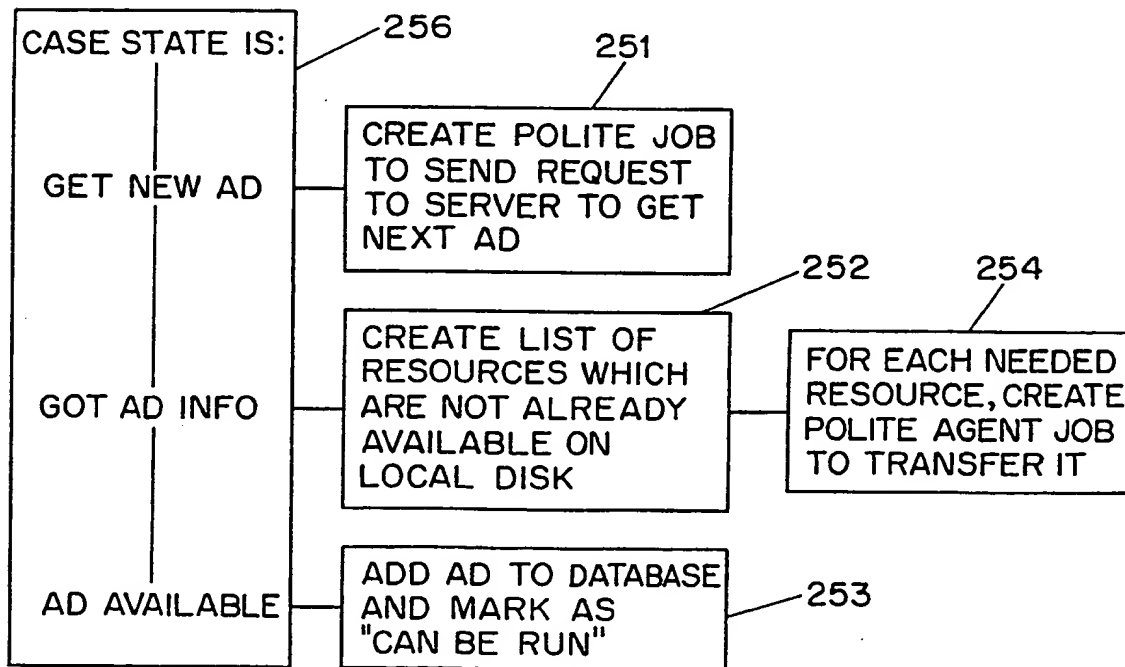 CASE STATE IS:
256
251
GET NEW AD
CREATE POLITE JOB
TO SEND REQUEST
TO SERVER TO GET
NEXT AD
252
254
GOT AD INFO
CREATE LIST OF
RESOURCES WHICH
ARE NOT ALREADY
AVAILABLE ON
LOCAL DISK
FOR EACH NEEDED
RESOURCE, CREATE
POLITE AGENT JOB
TO TRANSFER IT
AD AVAILABLE
ADD AD TO DATABASE
AND MARK AS
"CAN BE RUN"
253